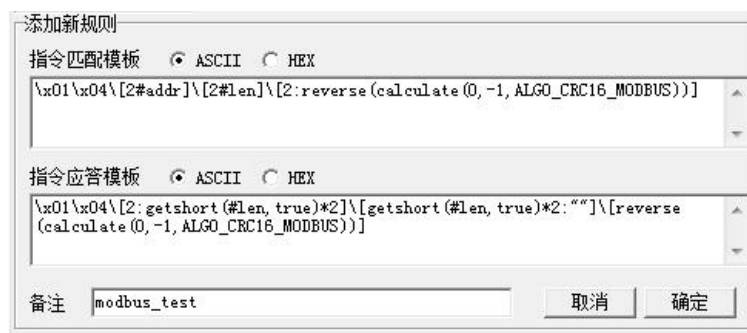 添加新规则
指令匹配模板 ASCII HEX
\x01\x04\[2#addr]\[2#len]\[2:reverse(calculate(0,-1,ALGO_CRC16_MODBUS))]
指令应答模板 ASCII HEX
\x01\x04\[2:getshort(#len,true)*2]\[getshort(#len,true)*2:""]\[reverse
(calculate(0,-1,ALGO_CRC16_MODBUS))]
备注 modbus_test 取消 确定